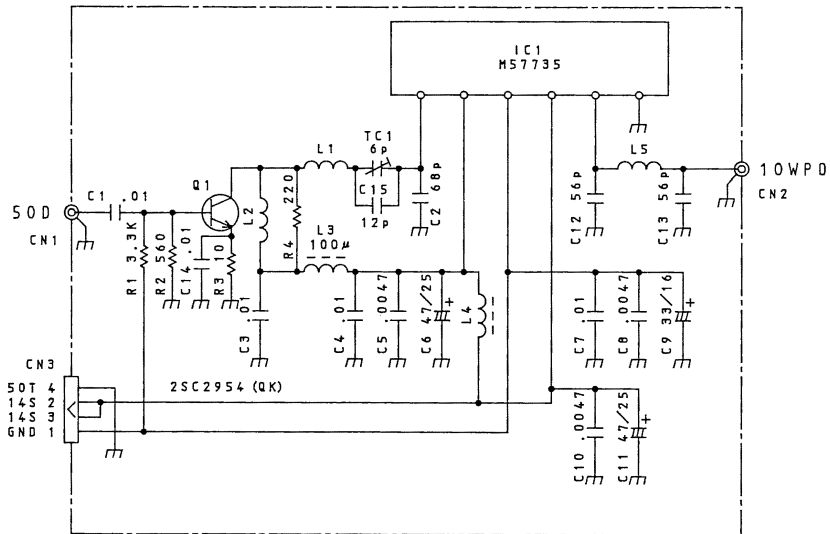 IC1
M57735
L1
TC1
6p
C15
12p
C2 68p
L5
C12 56p
C13 56p
10WPD
CN2
C1 .01
Q1
50D
CN1
L2
R4 220
L3
100μ
R1 3.3K
R2 560
C14 .01
R3 10
C3 .01
C4 .01
C5 .0047
C6 47/25
+
L4
C7 .01
C8 .0047
C9 33/16
+
CN3
50T 4
14S 2
14S 3
GND 1
2SC2954 (QK)
C10 .0047
C11 47/25
+